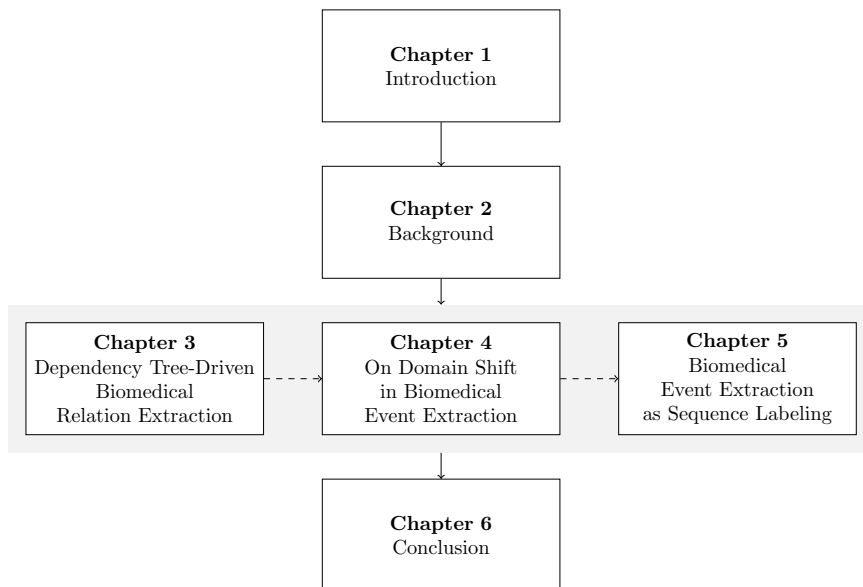 Chapter 1
Introduction
Chapter 2
Background
Chapter 3
Dependency Tree-Driven
Biomedical
Relation Extraction
Chapter 4
On Domain Shift
in Biomedical
Event Extraction
Chapter 5
Biomedical
Event Extraction
as Sequence Labeling
Chapter 6
Conclusion